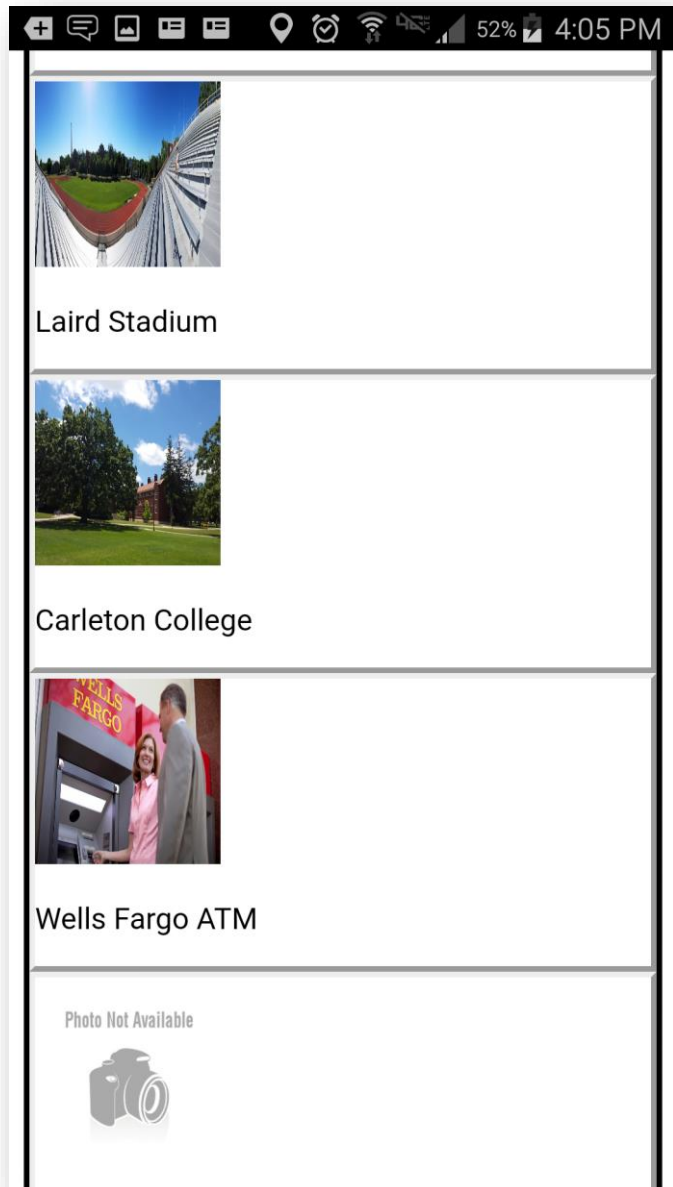 52% 4:05 PM
Laird Stadium
Carleton College
WELLS
FARGO
Wells Fargo ATM
Photo Not Available